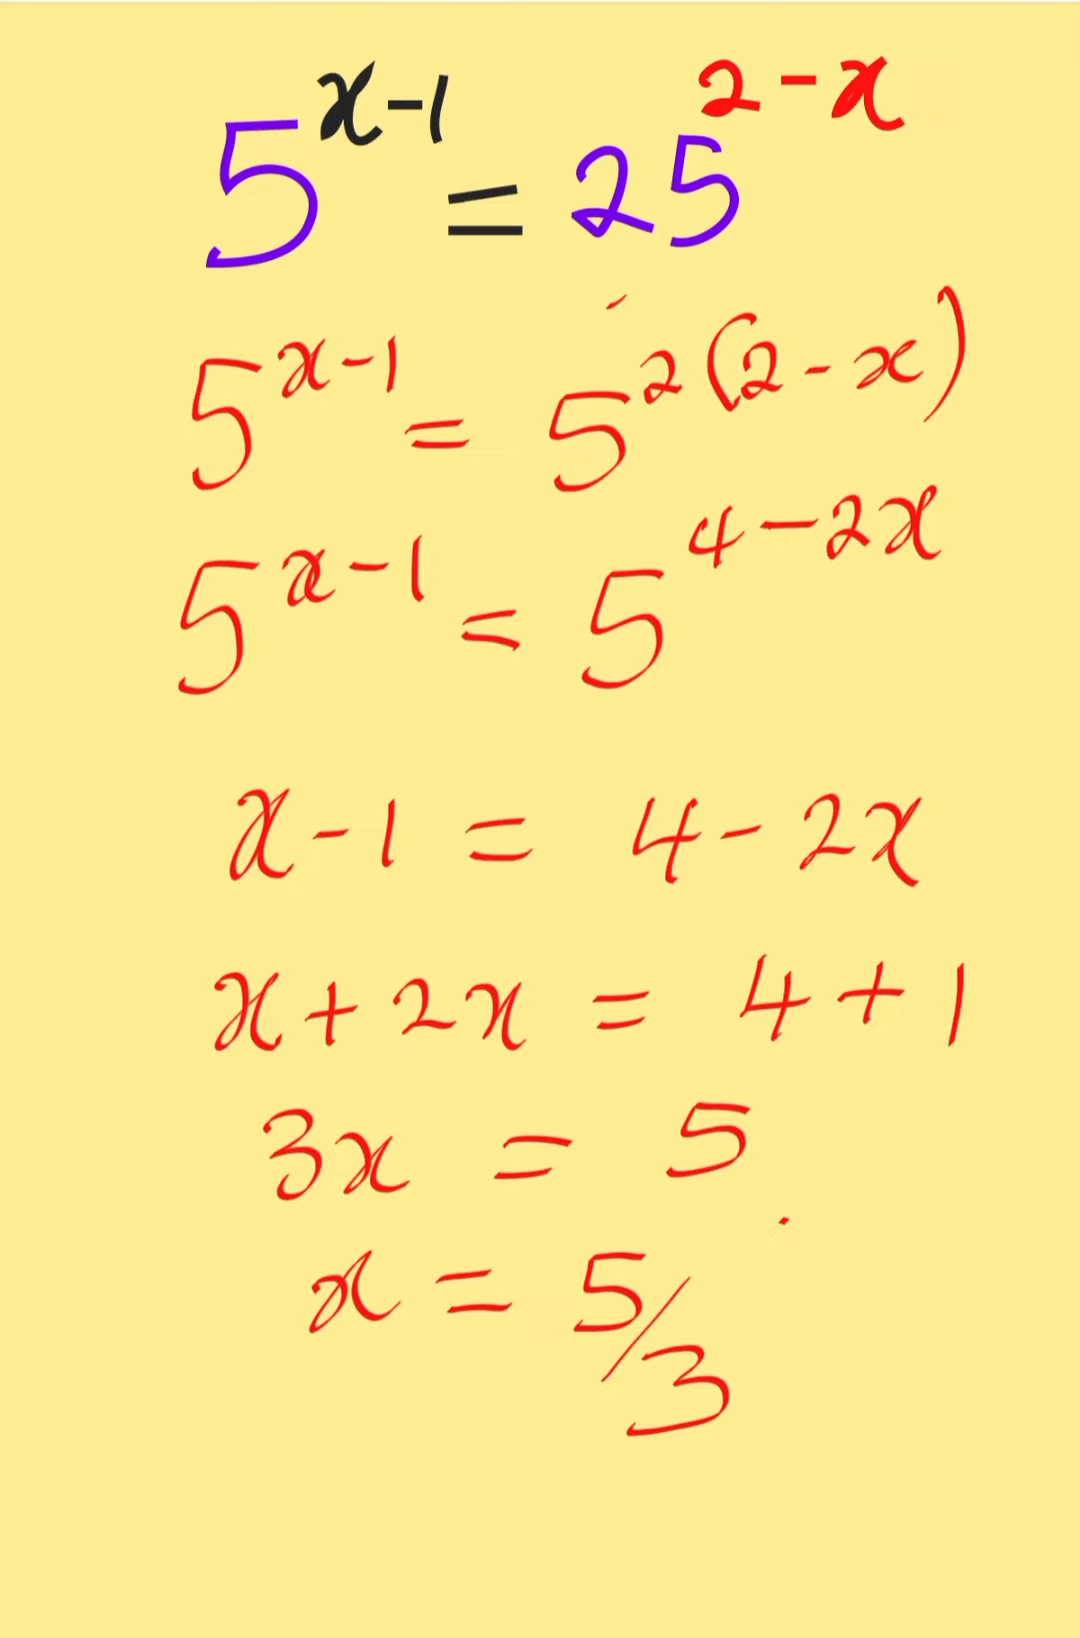 5^{x-1} = 25^{2-x}
5^{x-1} = 5^{2(2-x)}
5^{x-1} = 5^{4-2x}
x-1 = 4-2x
x+2x = 4+1
3x = 5
x = 5/3